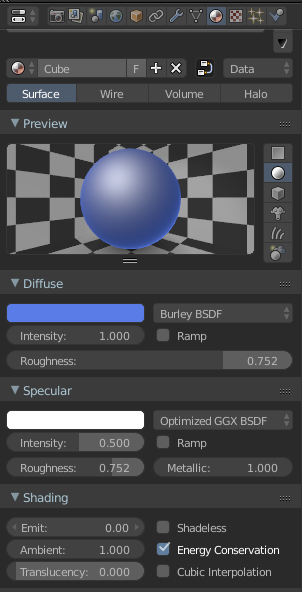 Cube F Data
Surface Wire Volume Halo
Preview
Diffuse
Burley BSDF
Intensity: 1.000 Ramp
Roughness: 0.752
Specular
Optimized GGX BSDF
Intensity: 0.500 Ramp
Roughness: 0.752 Metallic: 1.000
Shading
Emit: 0.00 Shadeless
Ambient: 1.000 Energy Conservation
Translucency: 0.000 Cubic Interpolation